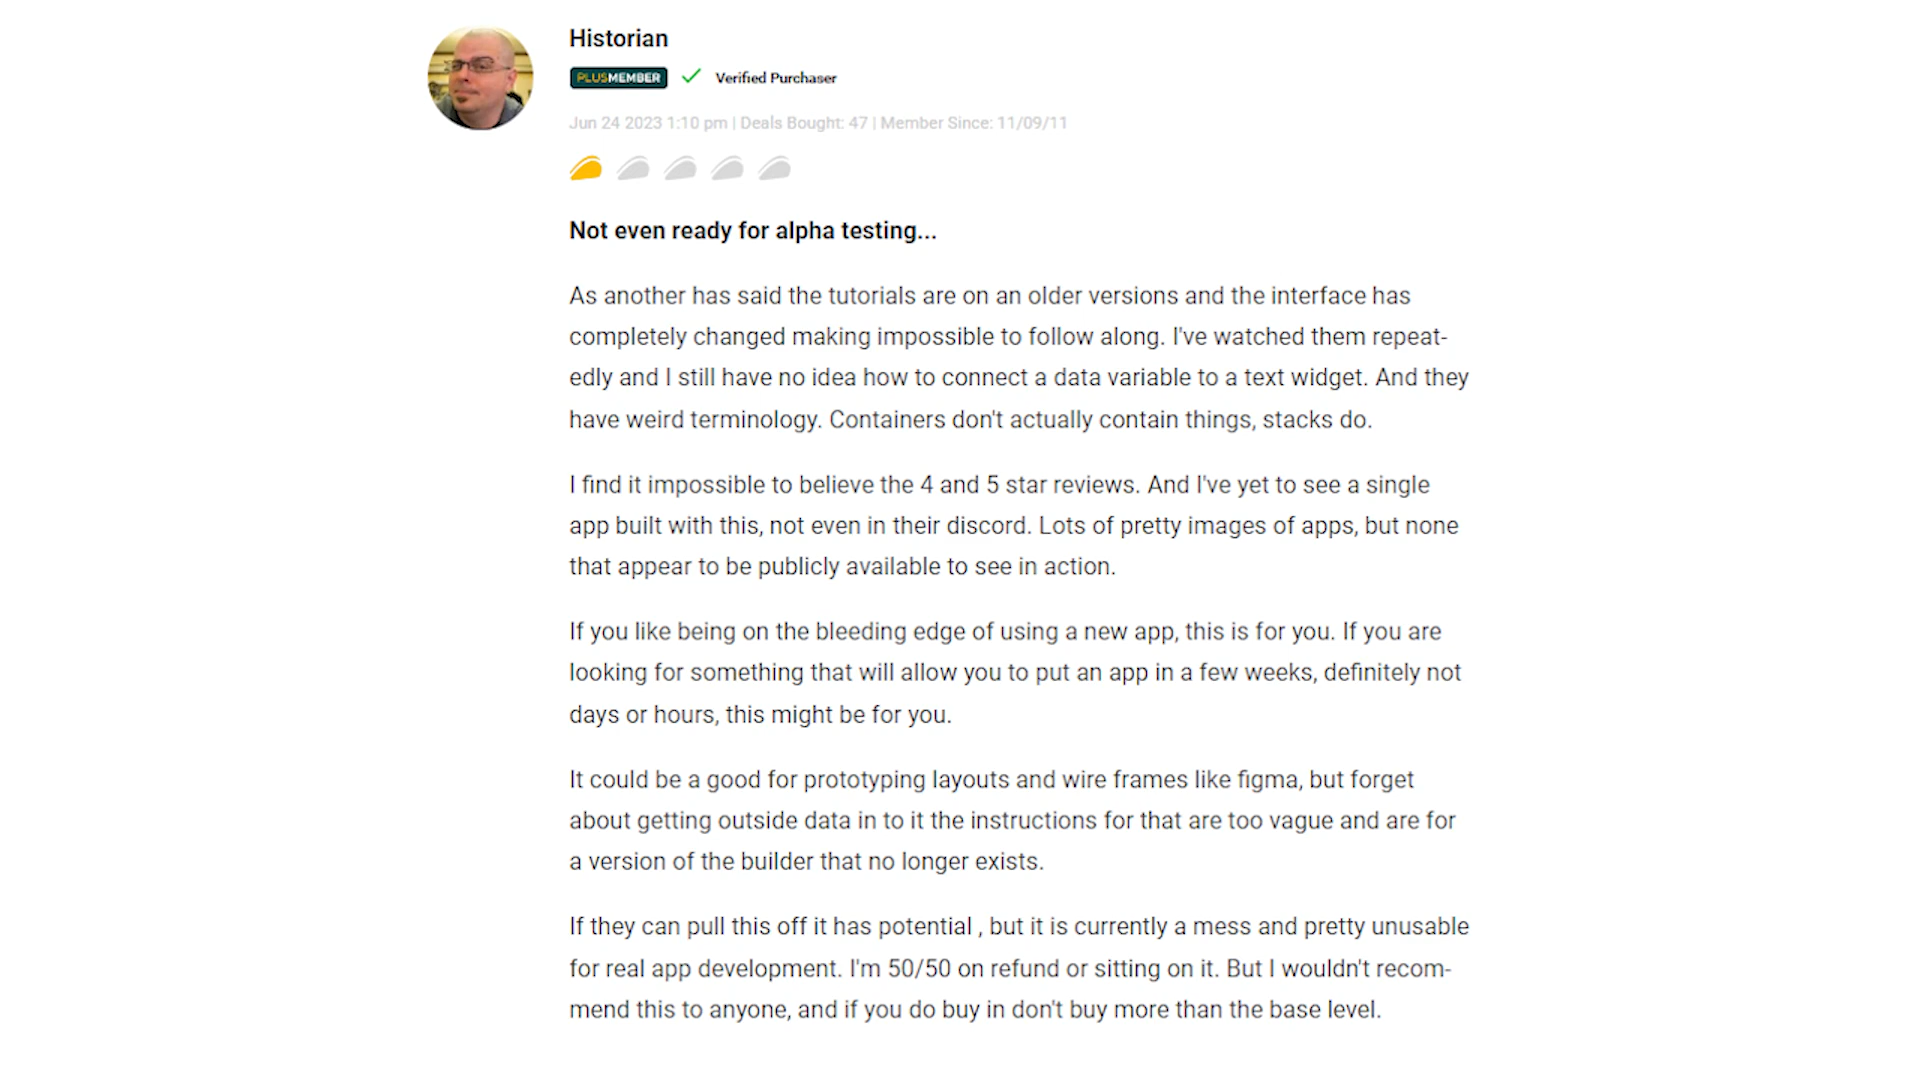 Historian
PLUSMEMBER Verified Purchaser
Jun 24 2023 1:10 pm | Deals Bought: 47 | Member Since: 11/09/11
Not even ready for alpha testing...
As another has said the tutorials are on an older versions and the interface has
completely changed making impossible to follow along. I've watched them repeat-
edly and I still have no idea how to connect a data variable to a text widget. And they
have weird terminology. Containers don't actually contain things, stacks do.
I find it impossible to believe the 4 and 5 star reviews. And I've yet to see a single
app built with this, not even in their discord. Lots of pretty images of apps, but none
that appear to be publicly available to see in action.
If you like being on the bleeding edge of using a new app, this is for you. If you are
looking for something that will allow you to put an app in a few weeks, definitely not
days or hours, this might be for you.
It could be a good for prototyping layouts and wire frames like figma, but forget
about getting outside data in to it the instructions for that are too vague and are for
a version of the builder that no longer exists.
If they can pull this off it has potential , but it is currently a mess and pretty unusable
for real app development. I'm 50/50 on refund or sitting on it. But I wouldn't recom-
mend this to anyone, and if you do buy in don't buy more than the base level.